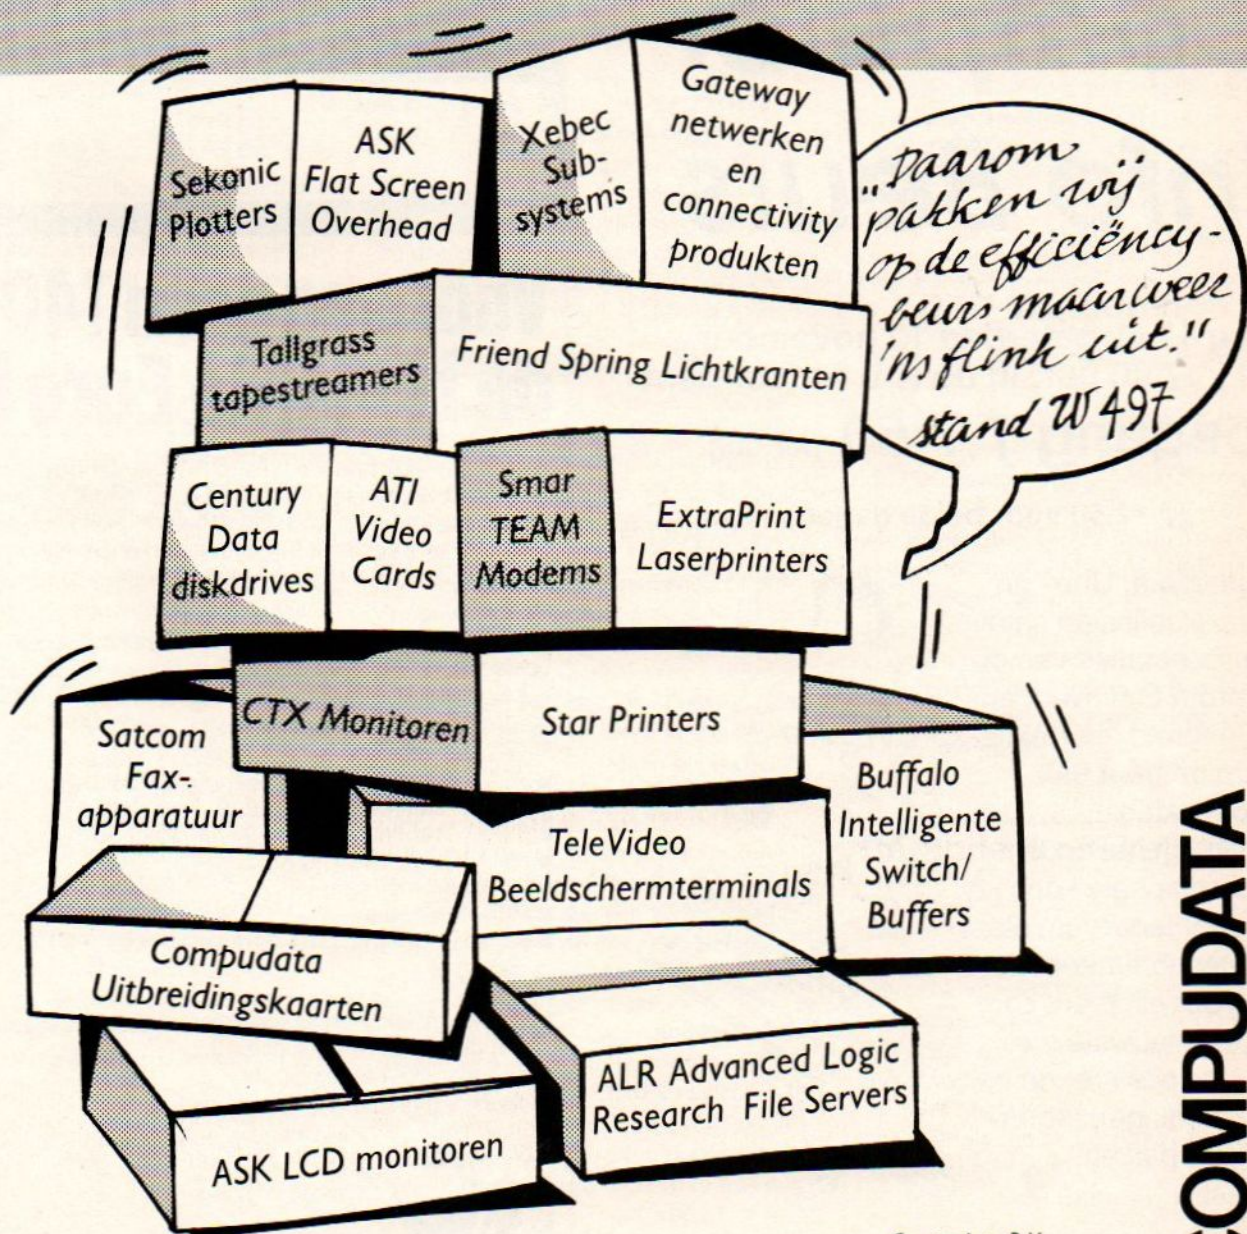 Sekonic
Plotters
ASK
Flat Screen
Overhead
Xebec
Sub-
systems
Gateway
netwerken
en
connectivity
produkten
„Daarom
pakken wij
op de efficiëncy-
beurs maar weer
'ns flink uit."
stand W 497
Tallgrass
tapestreamers
Friend Spring Lichtkranten
Century
Data
diskdrives
ATI
Video
Cards
Smar
TEAM
Modems
ExtraPrint
Laserprinters
CTX Monitoren
Star Printers
Satcom
Fax-
apparatuur
TeleVideo
Beeldschermterminals
Buffalo
Intelligente
Switch/
Buffers
Compudata
Uitbreidingskaarten
ALR Advanced Logic
Research File Servers
ASK LCD monitoren
COMPUDATA